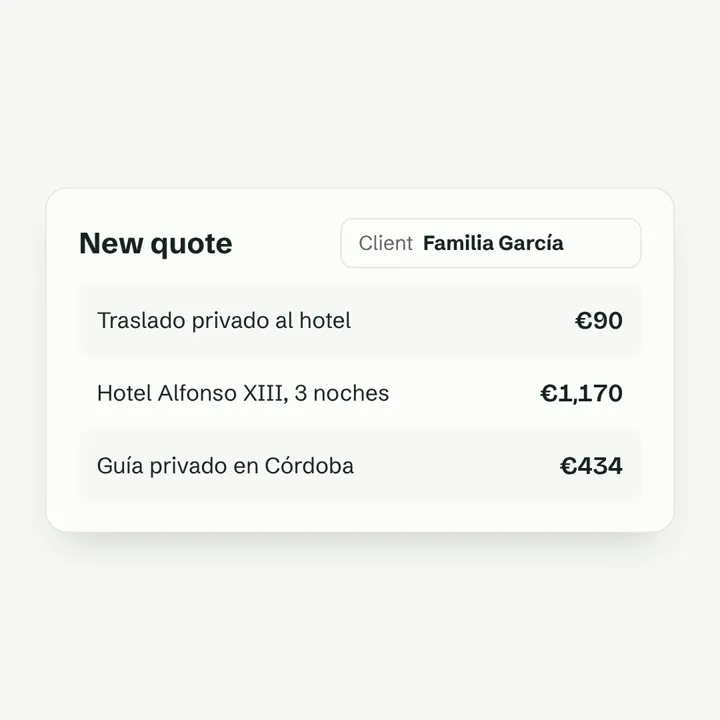 New quote
Client Familia García
Traslado privado al hotel €90
Hotel Alfonso XIII, 3 noches €1,170
Guía privado en Córdoba €434